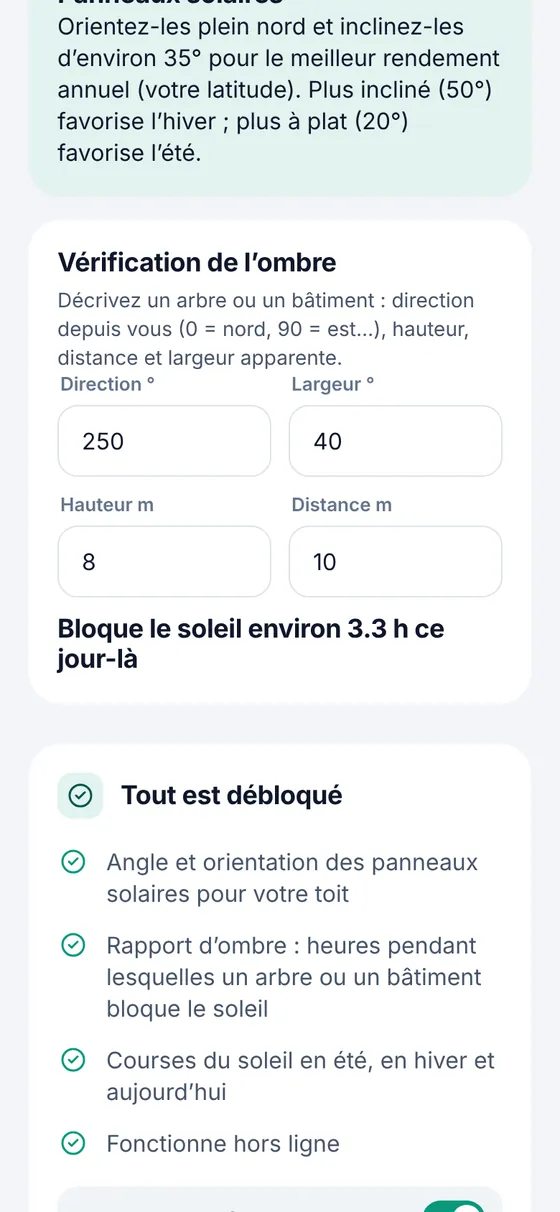 Panneaux solaires
Orientez-les plein nord et inclinez-les
d’environ 35° pour le meilleur rendement
annuel (votre latitude). Plus incliné (50°)
favorise l’hiver ; plus à plat (20°)
favorise l’été.
Vérification de l’ombre
Décrivez un arbre ou un bâtiment : direction
depuis vous (0 = nord, 90 = est…), hauteur,
distance et largeur apparente.
Direction ° Largeur °
250 40
Hauteur m Distance m
8 10
Bloque le soleil environ 3.3 h ce
jour-là
Tout est débloqué
Angle et orientation des panneaux
solaires pour votre toit
Rapport d’ombre : heures pendant
lesquelles un arbre ou un bâtiment
bloque le soleil
Courses du soleil en été, en hiver et
aujourd’hui
Fonctionne hors ligne